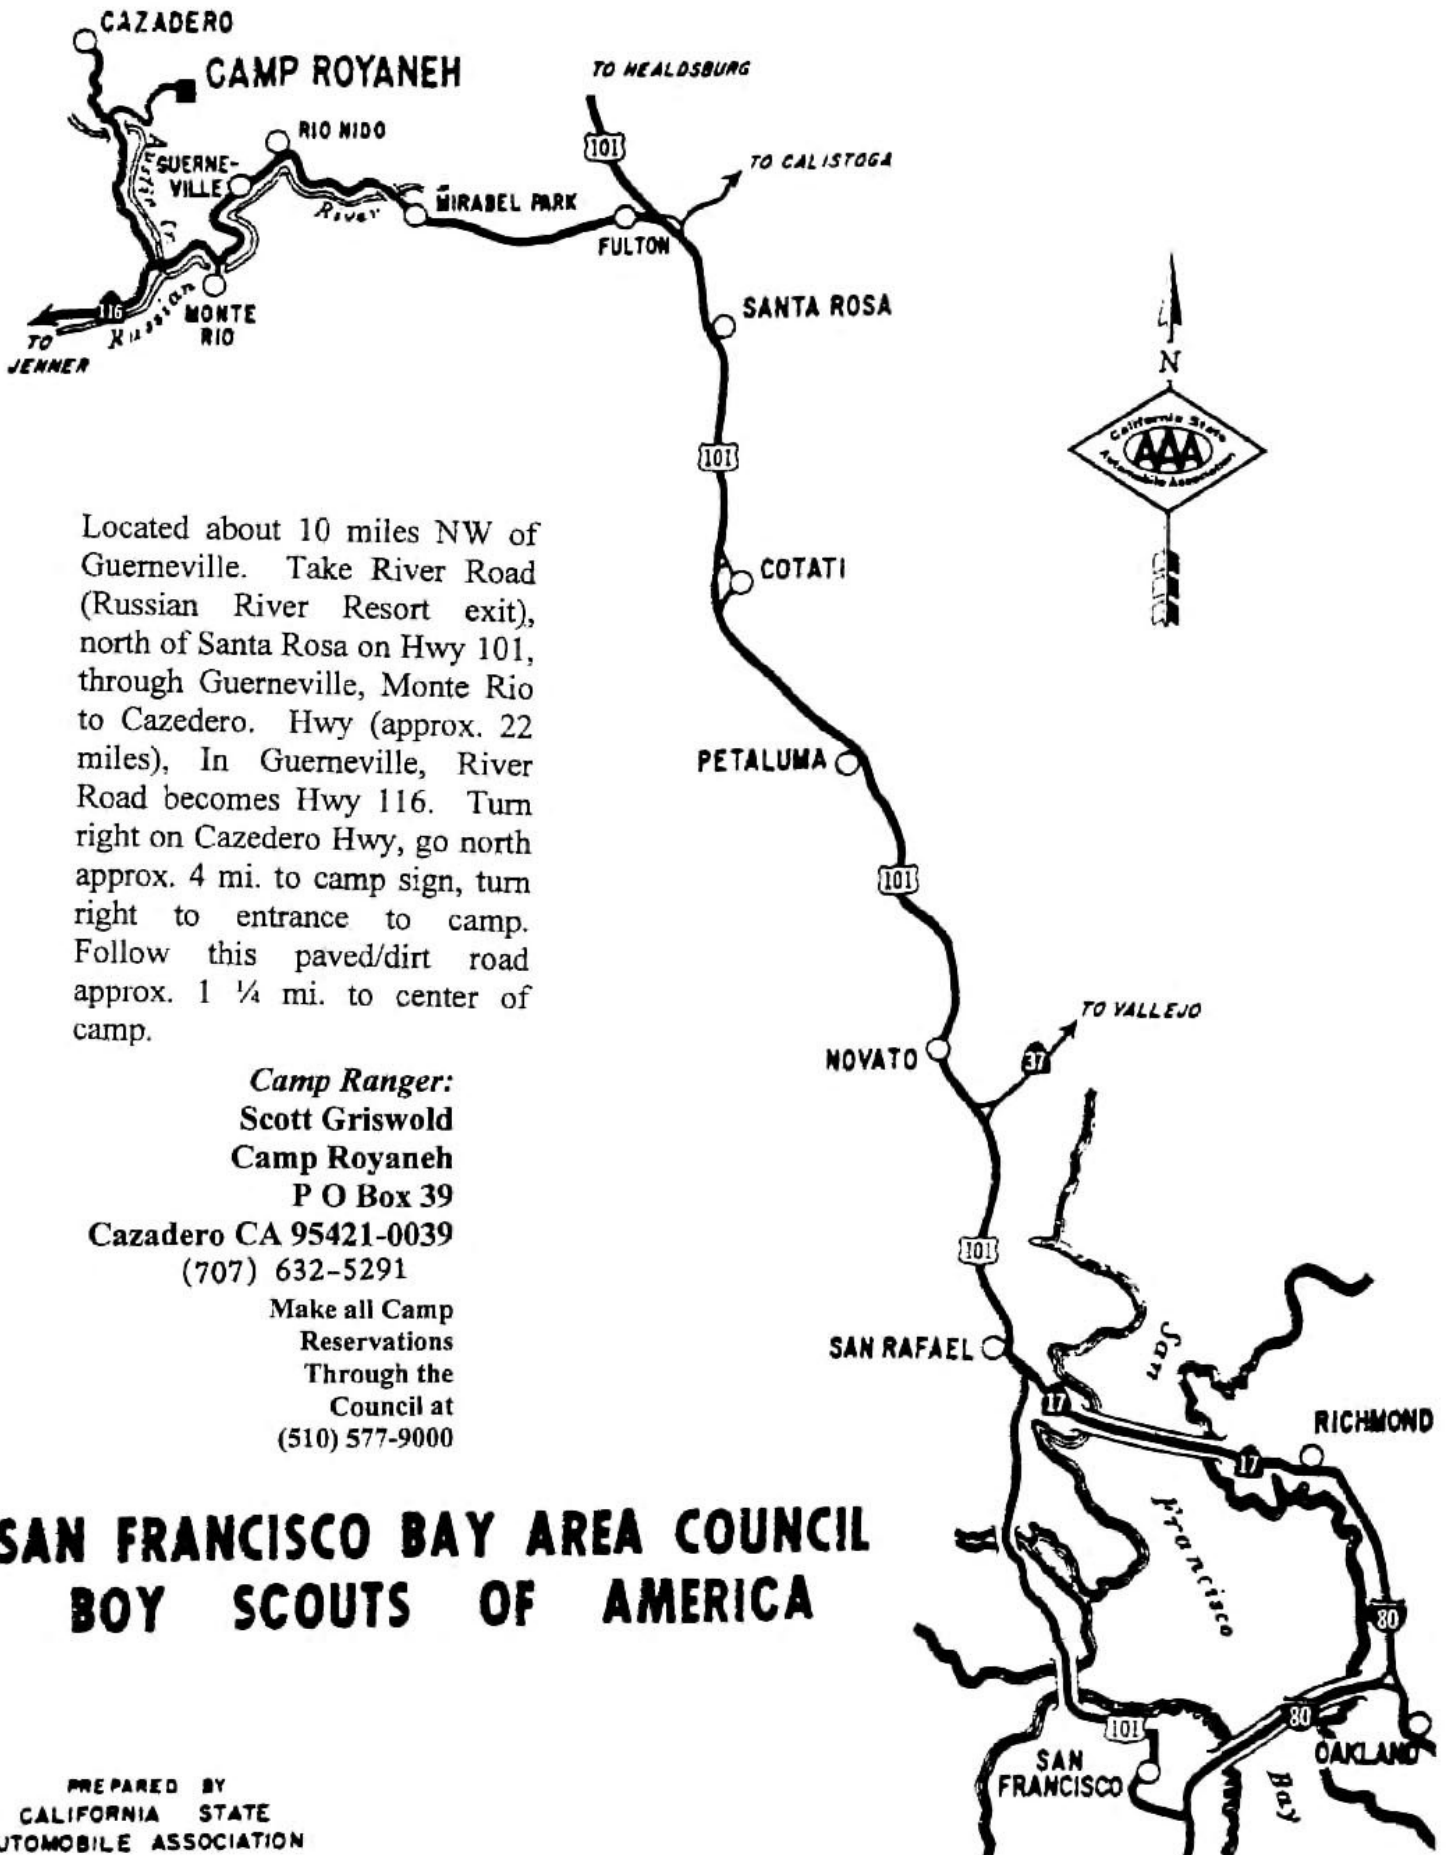 CAZADERO
CAMP ROYANEH
TO HEALDSBURG
RIO NIDO
101
TO CALISTOGA
Austin Cr.
GUERNE-
VILLE
River
MIRABEL PARK
FULTON
116
Russian
MONTE
RIO
TO
JENNER
SANTA ROSA
N
California State
AAA
Automobile Association
101
COTATI
Located about 10 miles NW of
Guerneville. Take River Road
(Russian River Resort exit),
north of Santa Rosa on Hwy 101,
through Guerneville, Monte Rio
to Cazedero. Hwy (approx. 22
miles), In Guerneville, River
Road becomes Hwy 116. Turn
right on Cazedero Hwy, go north
approx. 4 mi. to camp sign, turn
right to entrance to camp.
Follow this paved/dirt road
approx. 1 ¼ mi. to center of
camp.
PETALUMA
101
TO VALLEJO
NOVATO
37
Camp Ranger:
Scott Griswold
Camp Royaneh
P O Box 39
Cazadero CA 95421-0039
(707) 632-5291
Make all Camp
Reservations
Through the
Council at
(510) 577-9000
101
SAN RAFAEL
San
17
RICHMOND
17
Francisco
80
80
101
SAN
FRANCISCO
OAKLAND
Bay
SAN FRANCISCO BAY AREA COUNCIL
BOY SCOUTS OF AMERICA
PREPARED BY
CALIFORNIA STATE
UTOMOBILE ASSOCIATION